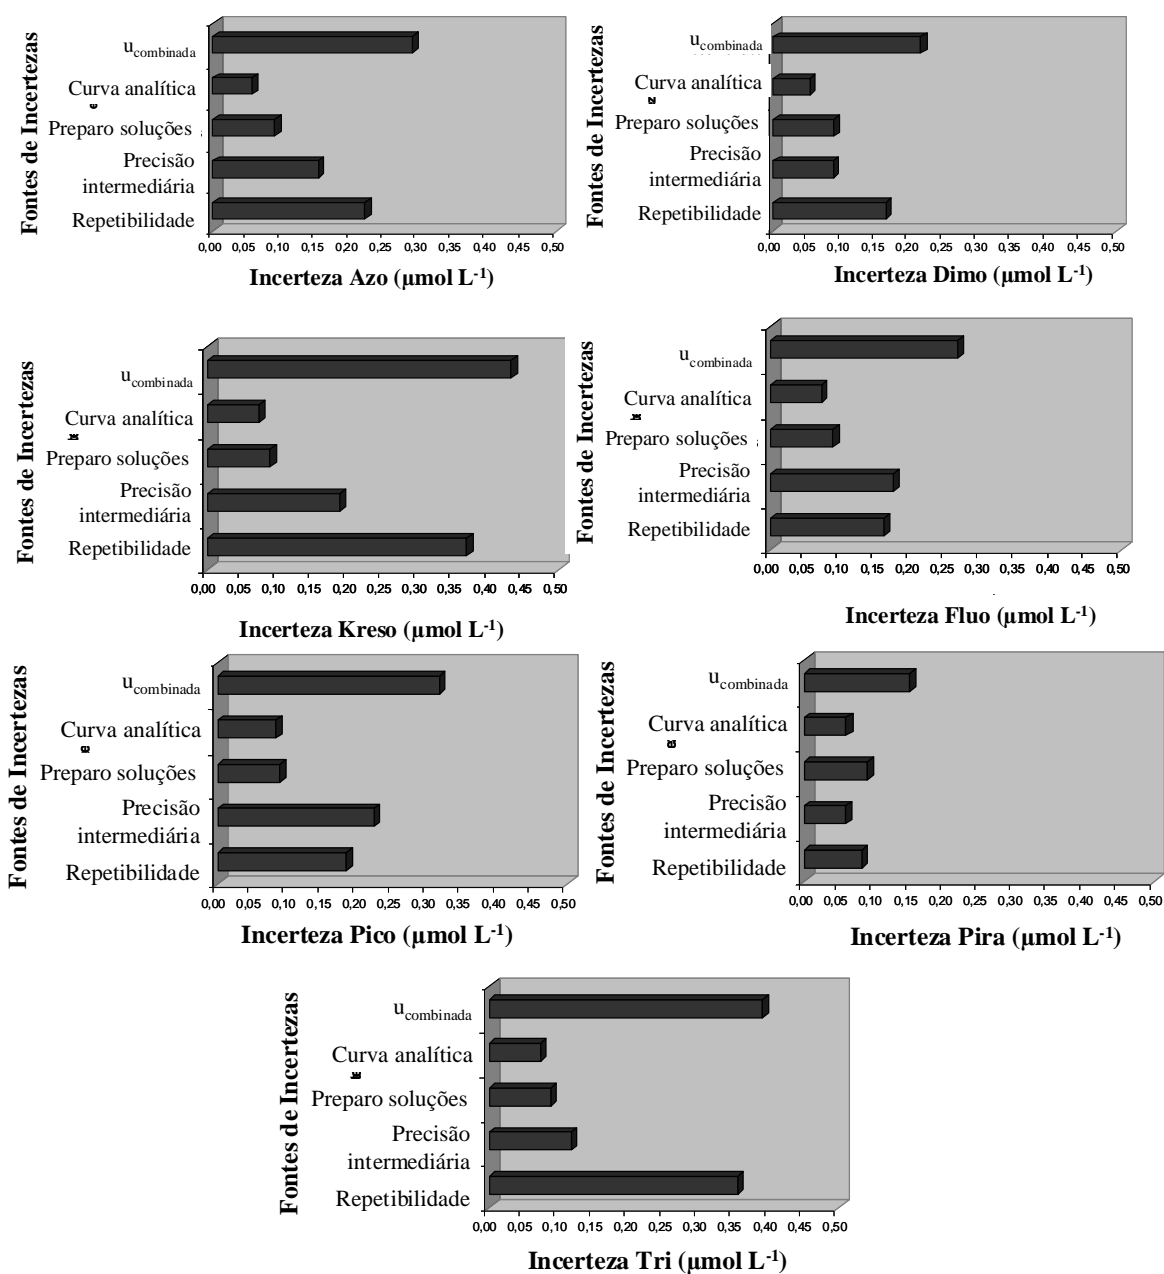 Fontes de Incertezas
u combinada
Curva analítica
Preparo soluções
Precisão
intermediária
Repetibilidade
0,00 0,05 0,10 0,15 0,20 0,25 0,30 0,35 0,40 0,45 0,50
Incerteza Azo (µmol L-1)
Fontes de Incertezas
u combinada
Curva analítica
Preparo soluções
Precisão
intermediária
Repetibilidade
0,00 0,05 0,10 0,15 0,20 0,25 0,30 0,35 0,40 0,45 0,50
Incerteza Dimo (µmol L-1)
Fontes de Incertezas
u combinada
Curva analítica
Preparo soluções
Precisão
intermediária
Repetibilidade
0,00 0,05 0,10 0,15 0,20 0,25 0,30 0,35 0,40 0,45 0,50
Incerteza Kreso (µmol L-1)
Fontes de Incertezas
u combinada
Curva analítica
Preparo soluções
Precisão
intermediária
Repetibilidade
0,00 0,05 0,10 0,15 0,20 0,25 0,30 0,35 0,40 0,45 0,50
Incerteza Fluo (µmol L-1)
Fontes de Incertezas
u combinada
Curva analítica
Preparo soluções
Precisão
intermediária
Repetibilidade
0,00 0,05 0,10 0,15 0,20 0,25 0,30 0,35 0,40 0,45 0,50
Incerteza Pico (µmol L-1)
Fontes de Incertezas
u combinada
Curva analítica
Preparo soluções
Precisão
intermediária
Repetibilidade
0,00 0,05 0,10 0,15 0,20 0,25 0,30 0,35 0,40 0,45 0,50
Incerteza Pira (µmol L-1)
Fontes de Incertezas
u combinada
Curva analítica
Preparo soluções
Precisão
intermediária
Repetibilidade
0,00 0,05 0,10 0,15 0,20 0,25 0,30 0,35 0,40 0,45 0,50
Incerteza Tri (µmol L-1)